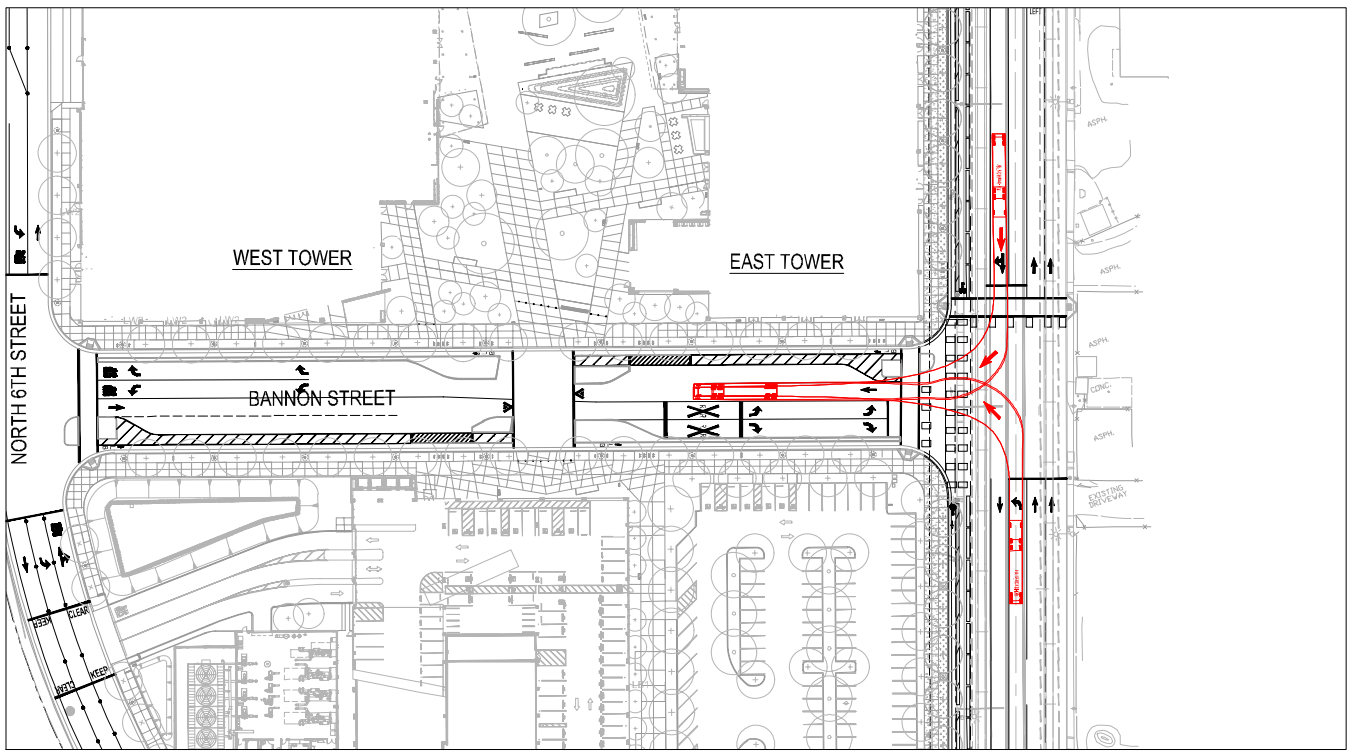 LEFT
ASPH.
WEST TOWER
EAST TOWER
ASPH.
NORTH 6TH STREET
ASPH.
BANNON STREET
CONC.
ASPH.
EXISTING
DRIVEWAY
KEEP
CLEAR
KEEP
CLEAR